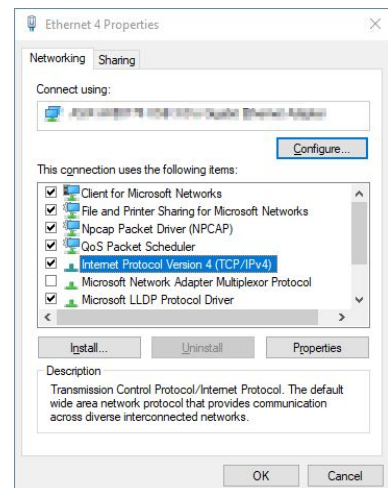 Ethernet 4 Properties
Networking Sharing
Connect using:
Configure...
This connection uses the following items:
Client for Microsoft Networks
File and Printer Sharing for Microsoft Networks
Npcap Packet Driver (NPCAP)
QoS Packet Scheduler
Internet Protocol Version 4 (TCP/IPv4)
Microsoft Network Adapter Multiplexor Protocol
Microsoft LLDP Protocol Driver
Install... Uninstall Properties
Description
Transmission Control Protocol/Internet Protocol. The default
wide area network protocol that provides communication
across diverse interconnected networks.
OK Cancel